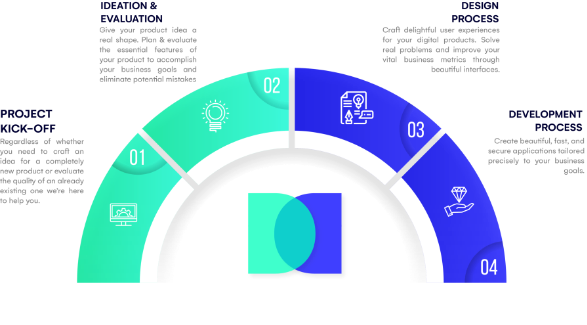 IDEATION &
EVALUATION
Give your product idea a
real shape. Plan & evaluate
the essential features of
your product to accomplish
your business goals and
eliminate potential mistakes
DESIGN
PROCESS
Craft delightful user experiences
for your digital products. Solve
real problems and improve your
vital business metrics through
beautiful interfaces.
PROJECT
KICK-OFF
Regardless of whether
you need to craft an
idea for a completely
new product or evaluate
the quality of an already
existing one we're here
to help you.
DEVELOPMENT
PROCESS
Create beautiful, fast, and
secure applications tailored
precisely to your business
goals.
01
02
03
04